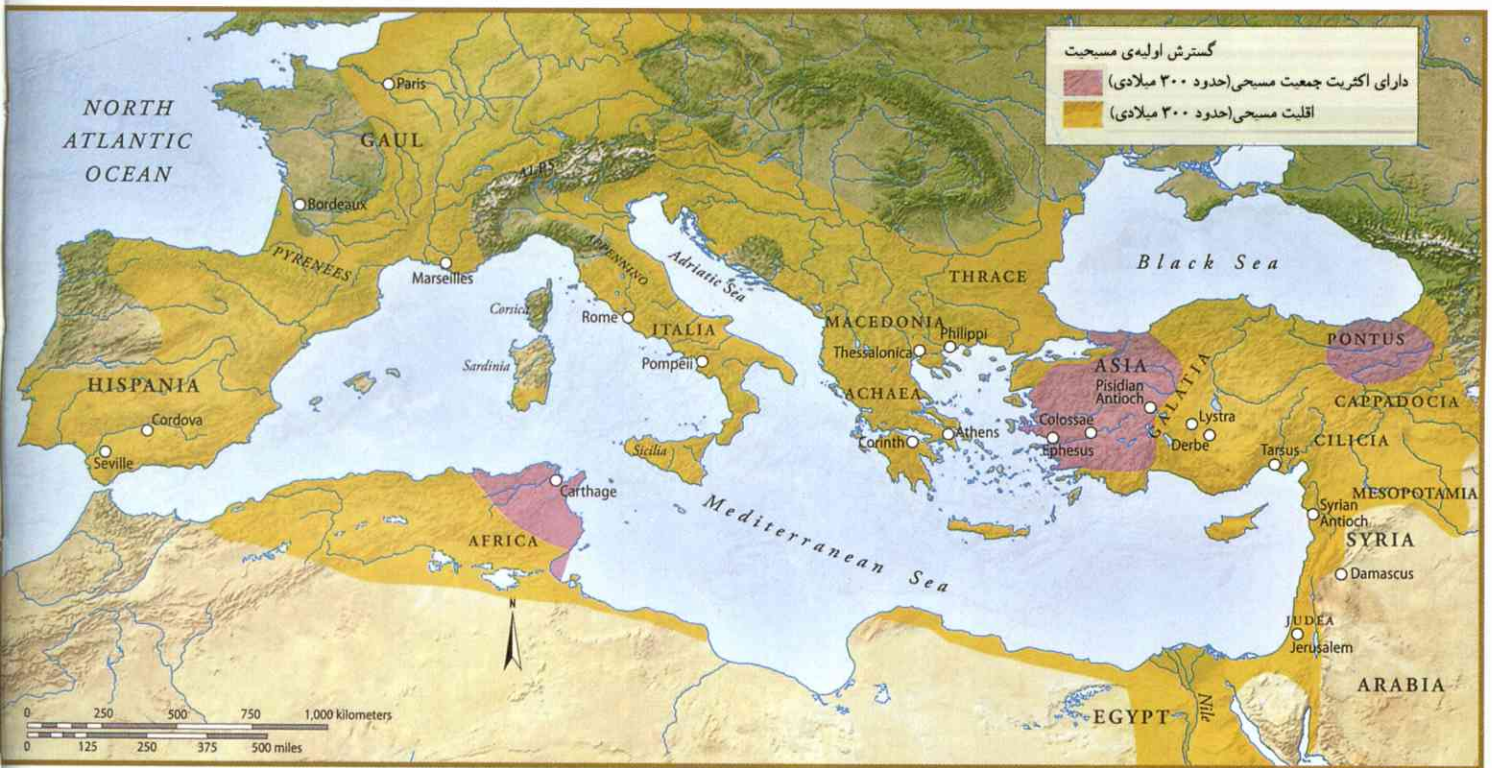 گسترش اولیه‌ی مسیحیت
دارای اکثریت جمعیت مسیحی(حدود ۳۰۰ میلادی)
اقلیت مسیحی(حدود ۳۰۰ میلادی)
NORTH
ATLANTIC
OCEAN
Paris
GAUL
ALPS
Bordeaux
PYRENEES
Marseilles
APPENNINO
Adriatic Sea
Corsica
Rome
ITALIA
Sardinia
Pompeii
HISPANIA
Cordova
Seville
Sicilia
Carthage
AFRICA
THRACE
Black Sea
MACEDONIA
Philippi
Thessalonica
ACHAEA
Corinth
Athens
ASIA
Pisidian
Antioch
Colossae
Ephesus
GALATIA
Lystra
Derbe
PONTUS
CAPPADOCIA
CILICIA
Tarsus
MESOPOTAMIA
Syrian
Antioch
SYRIA
Damascus
Mediterranean Sea
JUDEA
Jerusalem
ARABIA
EGYPT
Nile
N
0 250 500 750 1,000 kilometers
0 125 250 375 500 miles